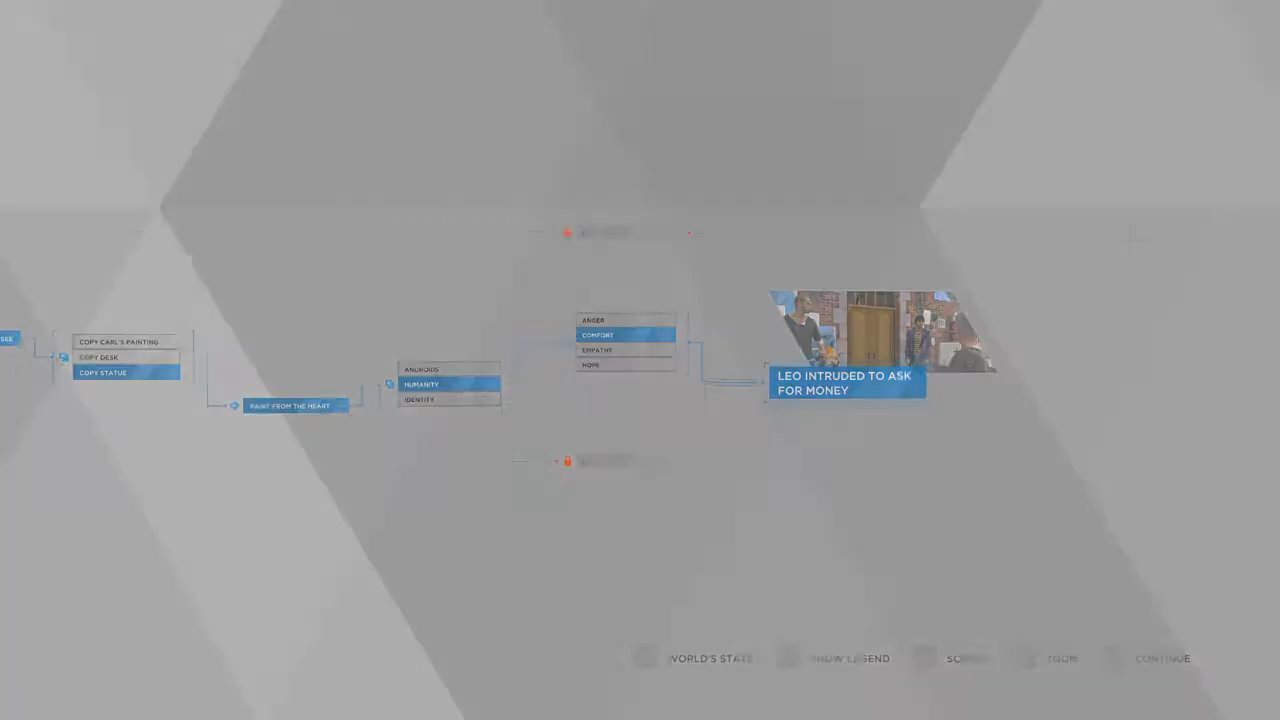 SEE
COPY CARL'S PAINTING
COPY DESK
COPY STATUE
PAINT FROM THE HEART
ANDROIDS
HUMANITY
IDENTITY
ANGER
COMFORT
EMPATHY
HOPE
LEO INTRUDED TO ASK
FOR MONEY
WORLD'S STATE
SHOW LEGEND
ZOOM
CONTINUE